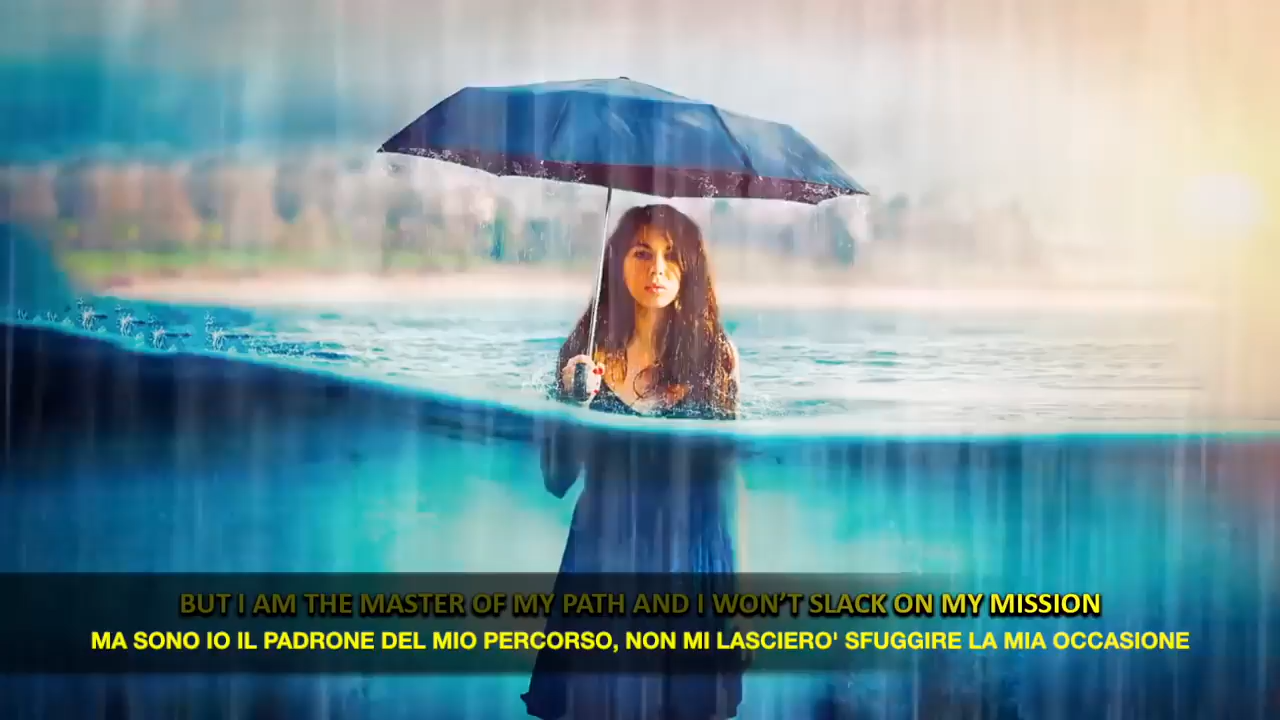 BUT I AM THE MASTER OF MY PATH AND I WON'T SLACK ON MY MISSION
MA SONO IO IL PADRONE DEL MIO PERCORSO, NON MI LASCIERO' SFUGGIRE LA MIA OCCASIONE